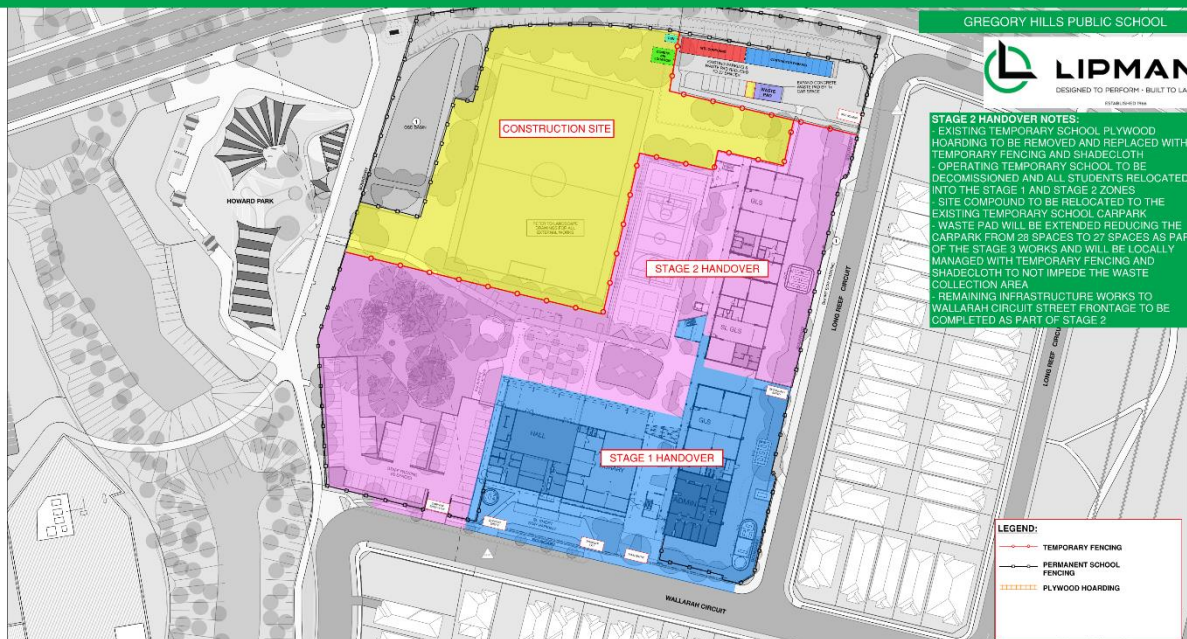 GREGORY HILLS PUBLIC SCHOOL
LIPMAN
DESIGNED TO PERFORM - BUILT TO LA
STAGE 2 HANDOVER NOTES:
- EXISTING TEMPORARY SCHOOL PLYWOOD
HOARDING TO BE REMOVED AND REPLACED WITH
TEMPORARY FENCING AND SHADECLOTH
- OPERATING TEMPORARY SCHOOL TO BE
DECOMISSIONED AND ALL STUDENTS RELOCATED
INTO THE STAGE 1 AND STAGE 2 ZONES
- SITE COMPOUND TO BE RELOCATED TO THE
EXISTING TEMPORARY SCHOOL CARPARK
- WASTE PAD WILL BE EXTENDED REDUCING THE
CARPARK FROM 28 SPACES TO 27 SPACES AS PAR
OF THE STAGE 3 WORKS AND WILL BE LOCALLY
MANAGED WITH TEMPORARY FENCING AND
SHADECLOTH TO NOT IMPEDE THE WASTE
COLLECTION AREA
- REMAINING INFRASTRUCTURE WORKS TO
WALLARAH CIRCUIT STREET FRONTAGE TO BE
COMPLETED AS PART OF STAGE 2
WASTE
PAD
CONSTRUCTION SITE
HOWARD PARK
GLS
STAGE 2 HANDOVER
GLS
LONG REEF CIRCUIT
LONG REEF CIRCU
HALL
GLS
STAGE 1 HANDOVER
ADMIN
WALLARAH CIRCUIT
LEGEND:
TEMPORARY FENCING
PERMANENT SCHOOL
FENCING
PLYWOOD HOARDING